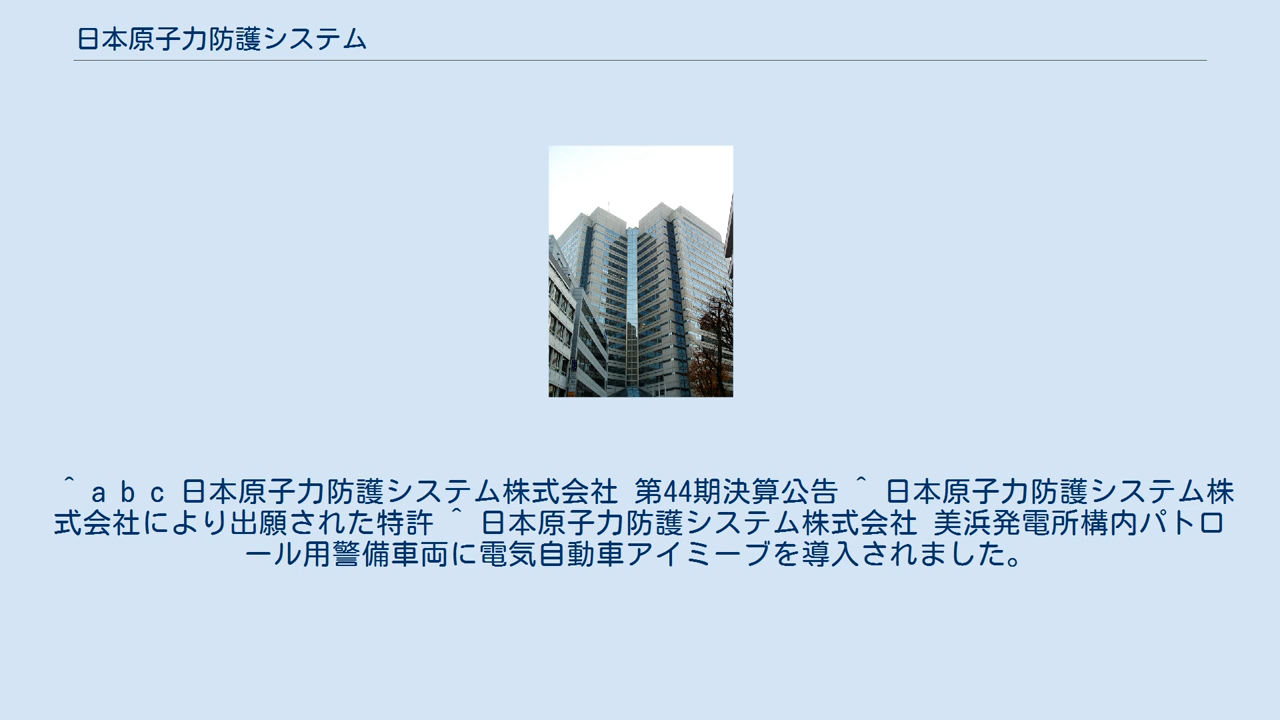 日本原子力防護システム
^ a b c 日本原子力防護システム株式会社 第44期決算公告 ^ 日本原子力防護システム株
式会社により出願された特許 ^ 日本原子力防護システム株式会社 美浜発電所構内パトロ
ール用警備車両に電気自動車アイミーブを導入されました。